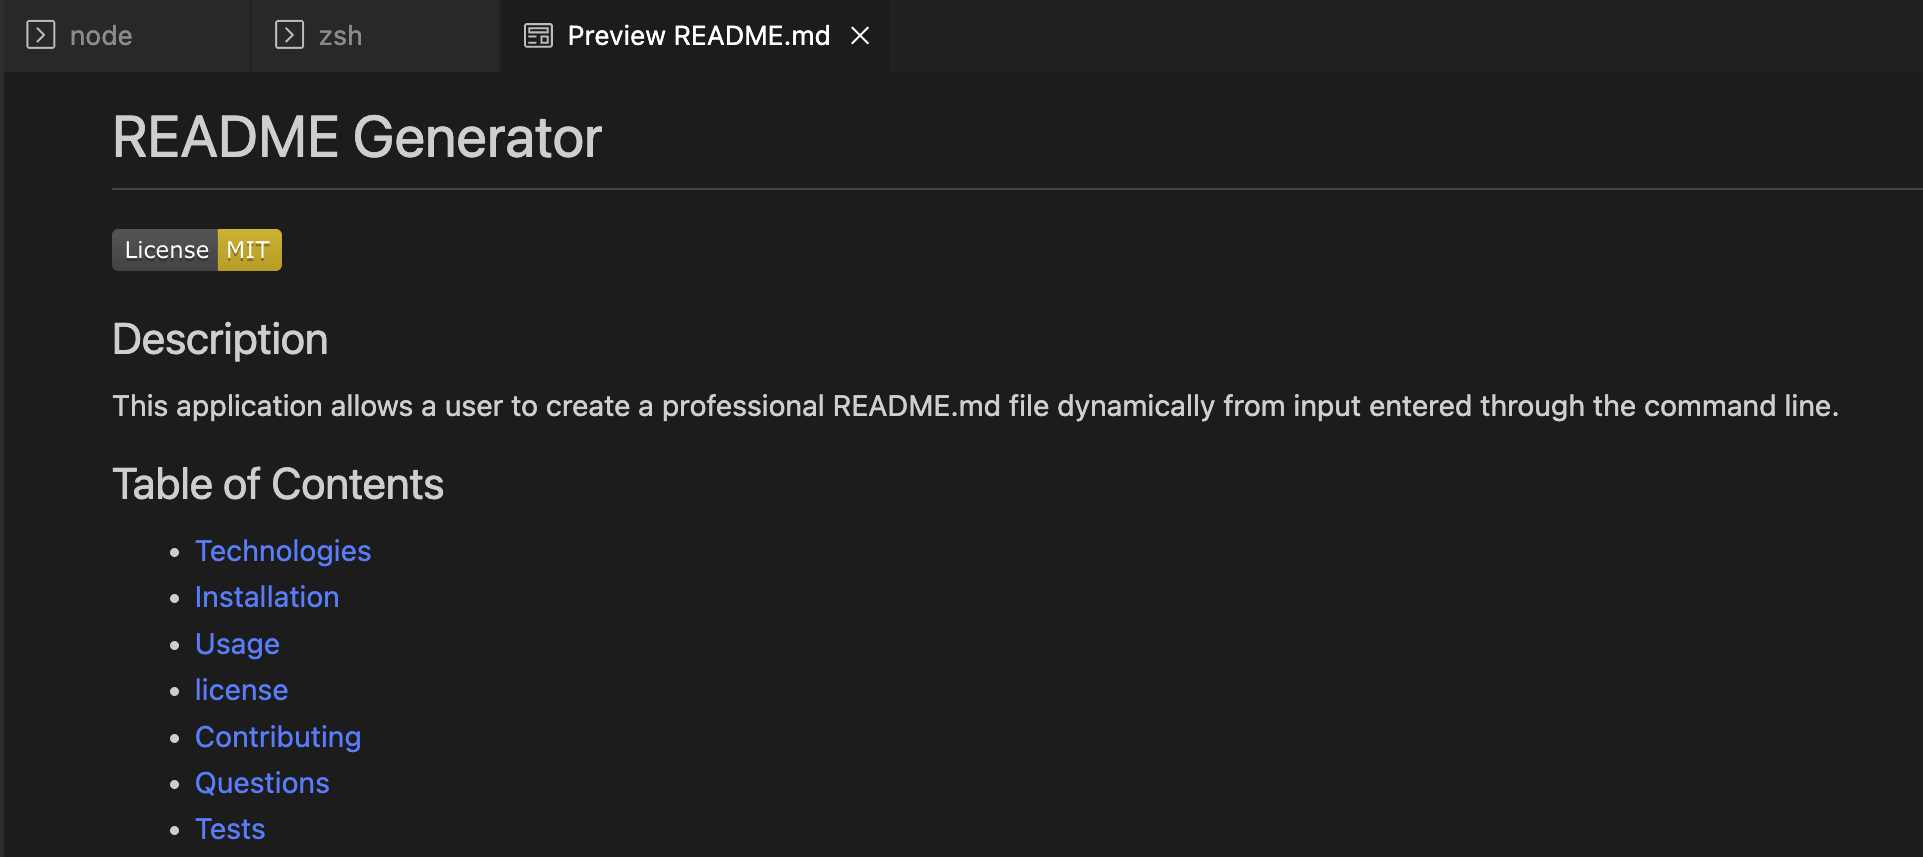 node zsh Preview README.md
README Generator
License MIT
Description
This application allows a user to create a professional README.md file dynamically from input entered through the command line.
Table of Contents
Technologies
Installation
Usage
license
Contributing
Questions
Tests